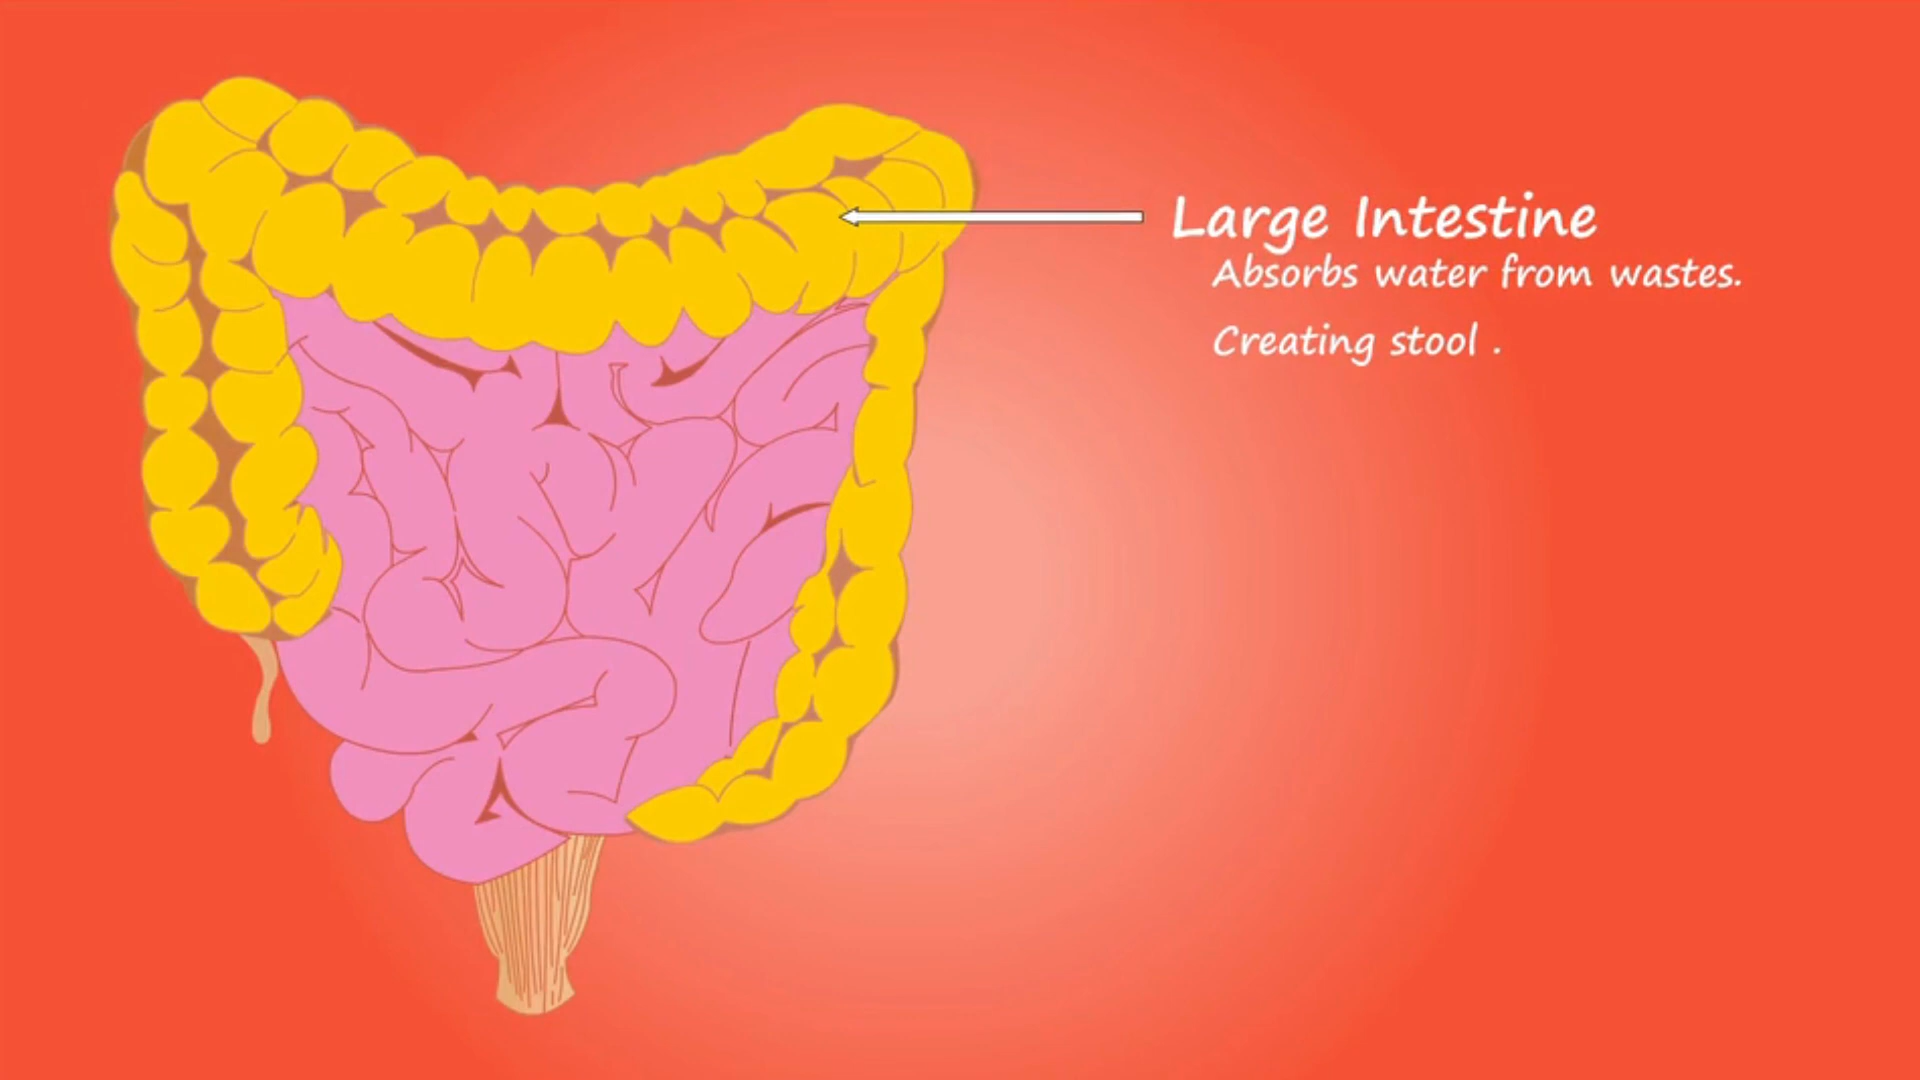 Large Intestine
Absorbs water from wastes.
Creating stool .